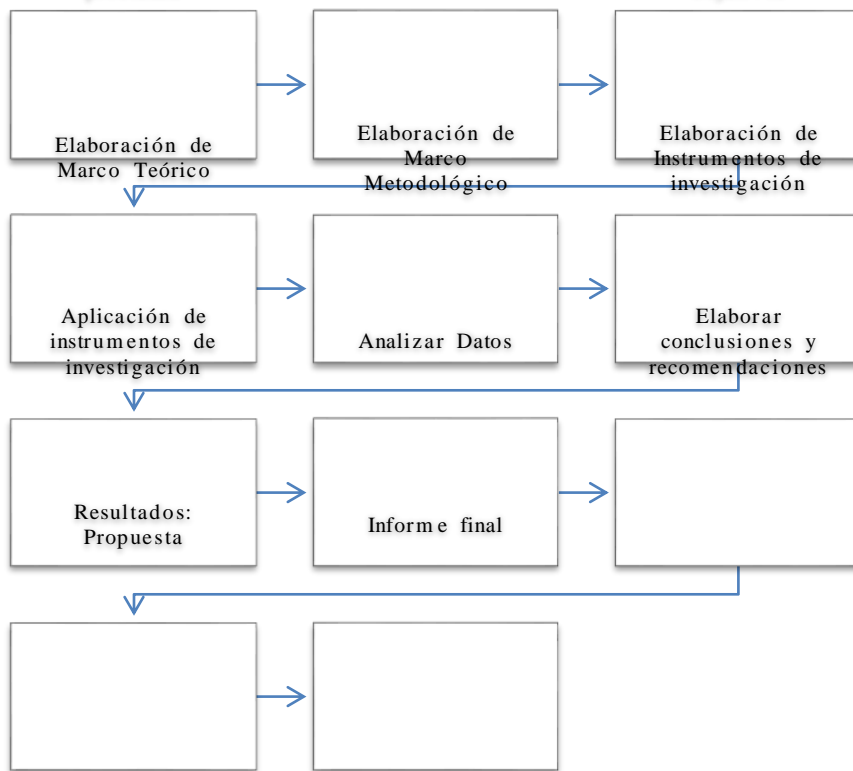 Elaboración de
Marco Teórico
Elaboración de
Marco
Metodológico
Elaboración de
Instrumentos de
investigación
Aplicación de
instrumentos de
investigación
Analizar Datos
Elaborar
conclusiones y
recomendaciones
Resultados:
Propuesta
Informe final